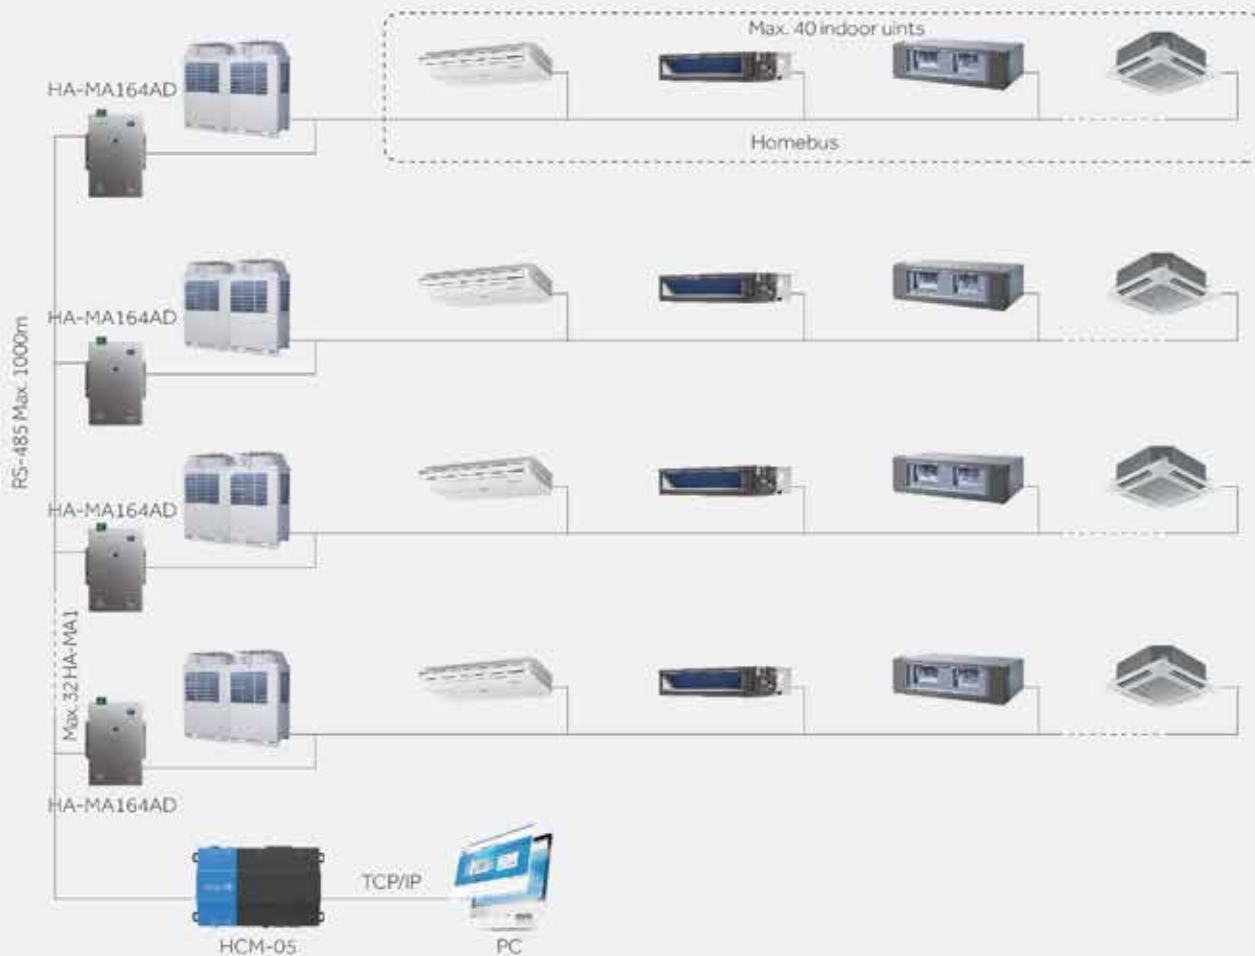 Max. 40 indoor uints
HA-MA164AD
Homebus
HA-MA164AD
RS-485 Max. 1000m
HA-MA164AD
Max. 32 HA-MA1
HA-MA164AD
TCP/IP
HCM-05
PC